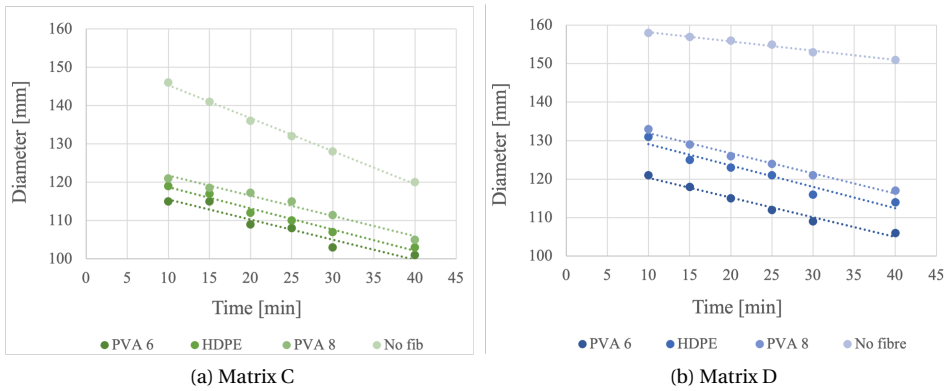 160
150
140
130
120
110
100
Diameter [mm]
0 5 10 15 20 25 30 35 40 45
Time [min]
PVA 6 HDPE PVA 8 No fib
(a) Matrix C
160
150
140
130
120
110
100
Diameter [mm]
0 5 10 15 20 25 30 35 40 45
Time [min]
PVA 6 HDPE PVA 8 No fibre
(b) Matrix D